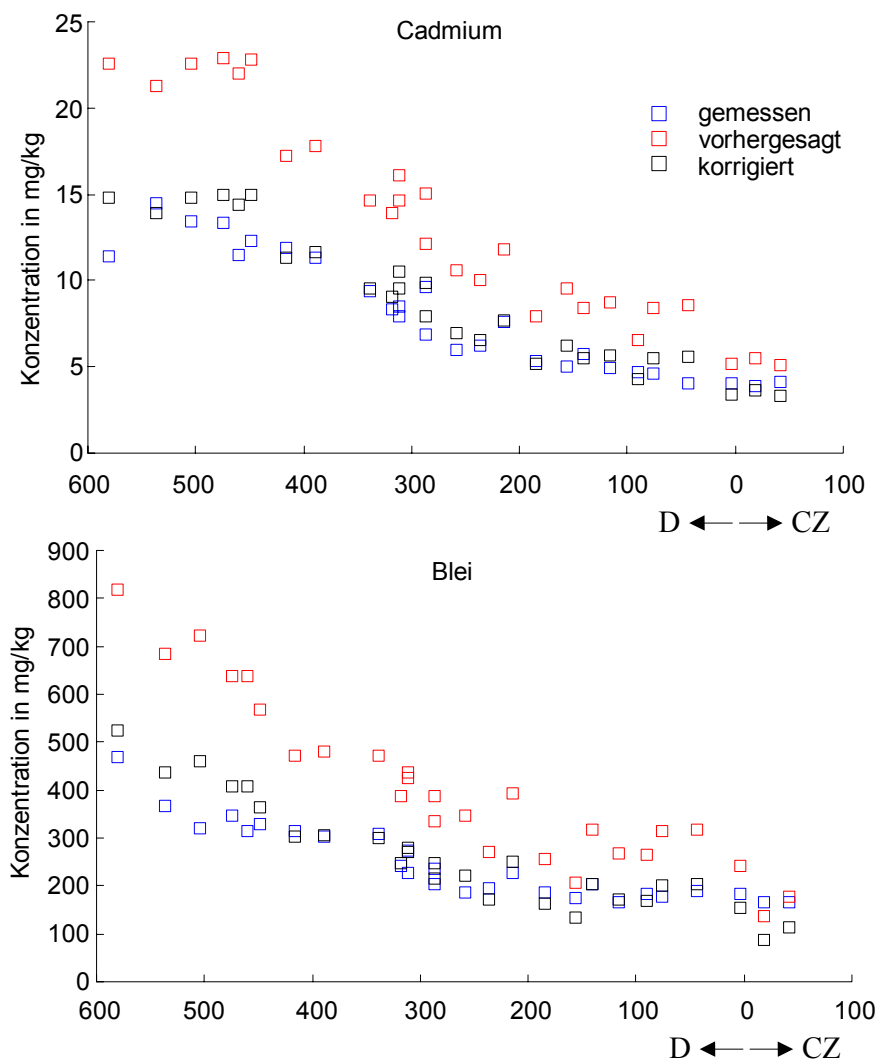 Cadmium
25
20
15
10
5
0
Konzentration in mg/kg
gemessen
vorhergesagt
korrigiert
600 500 400 300 200 100 0 100
D CZ
Blei
900
800
700
600
500
400
300
200
100
0
Konzentration in mg/kg
600 500 400 300 200 100 0 100
D CZ